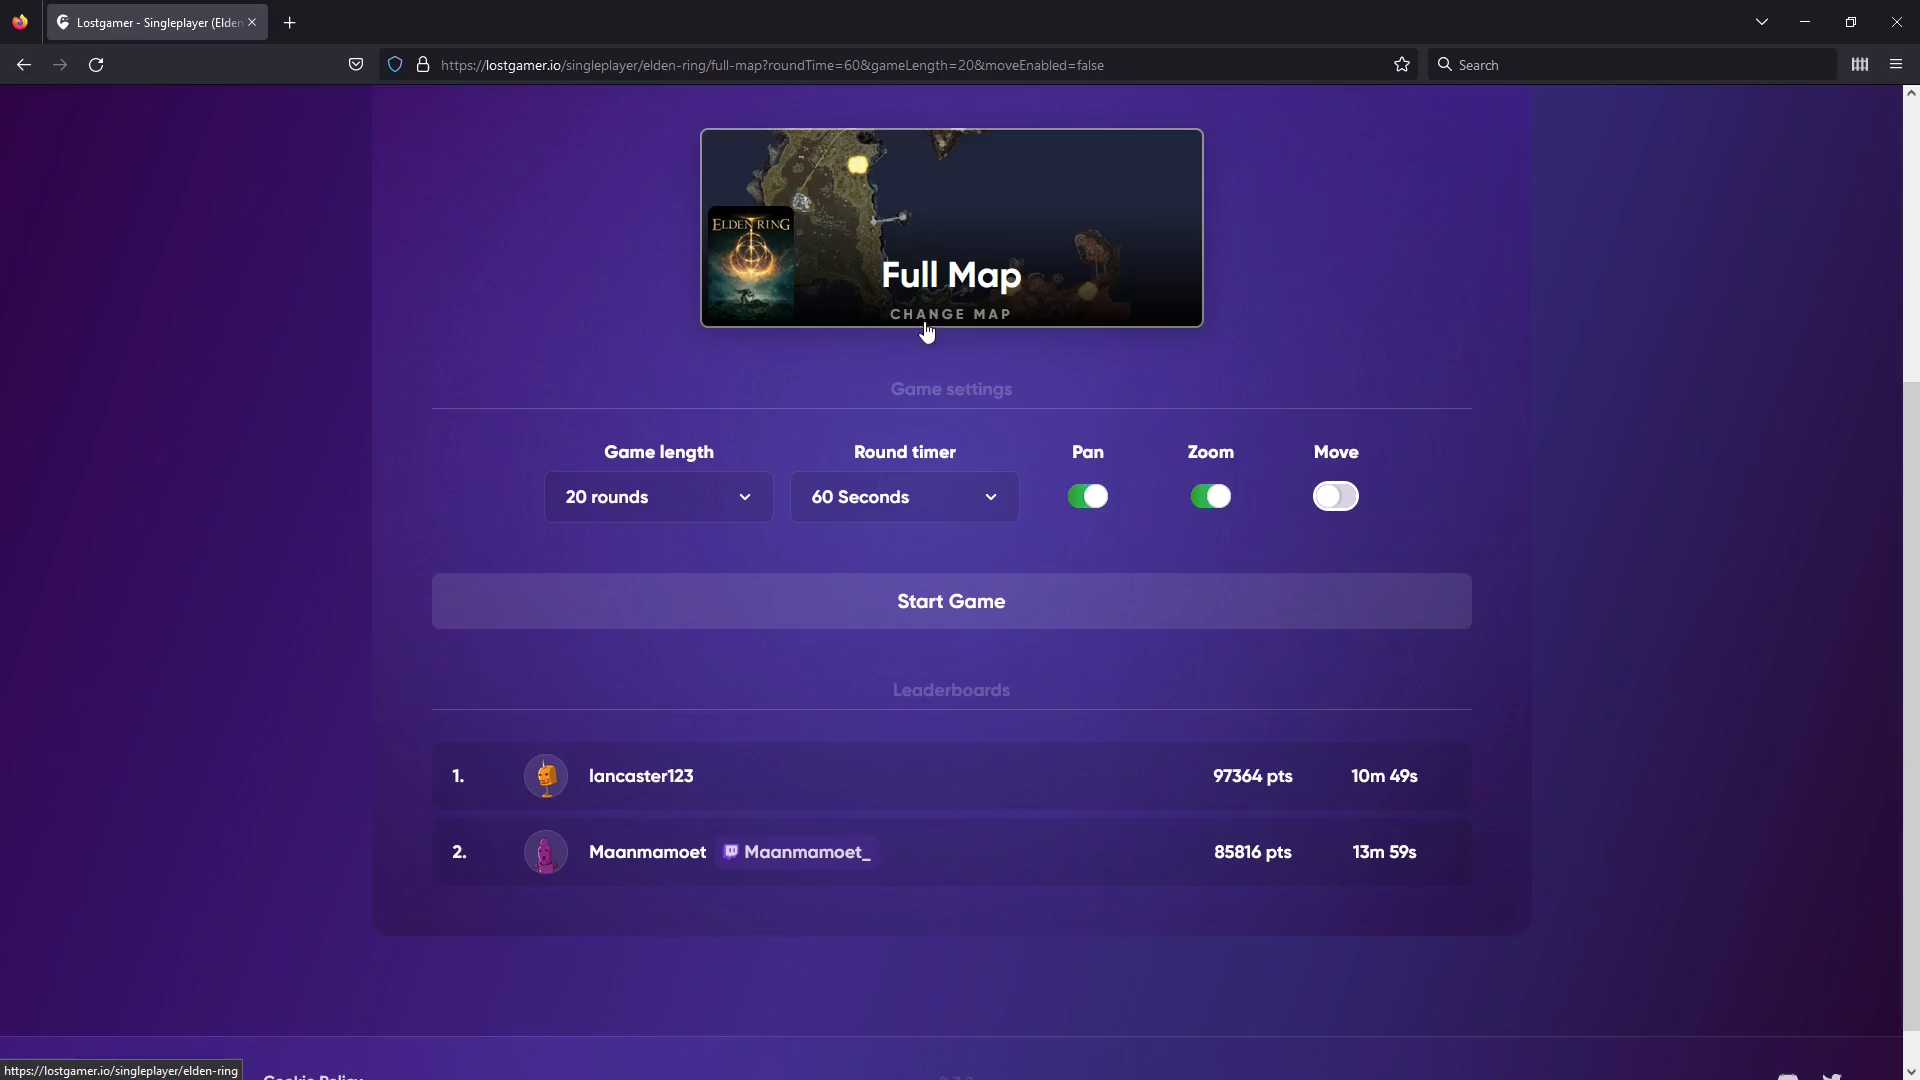 Lostgamer - Singleplayer (Elden
https://lostgamer.io/singleplayer/elden-ring/full-map?roundTime=60&gameLength=20&moveEnabled=false
Search
ELDEN RING
Full Map
CHANGE MAP
Game settings
Game length
Round timer
Pan
Zoom
Move
20 rounds
60 Seconds
Start Game
Leaderboards
1. lancaster123 97364 pts 10m 49s
2. Maanmamoet Maanmamoet_ 85816 pts 13m 59s
https://lostgamer.io/singleplayer/elden-ring
Cookie Policy